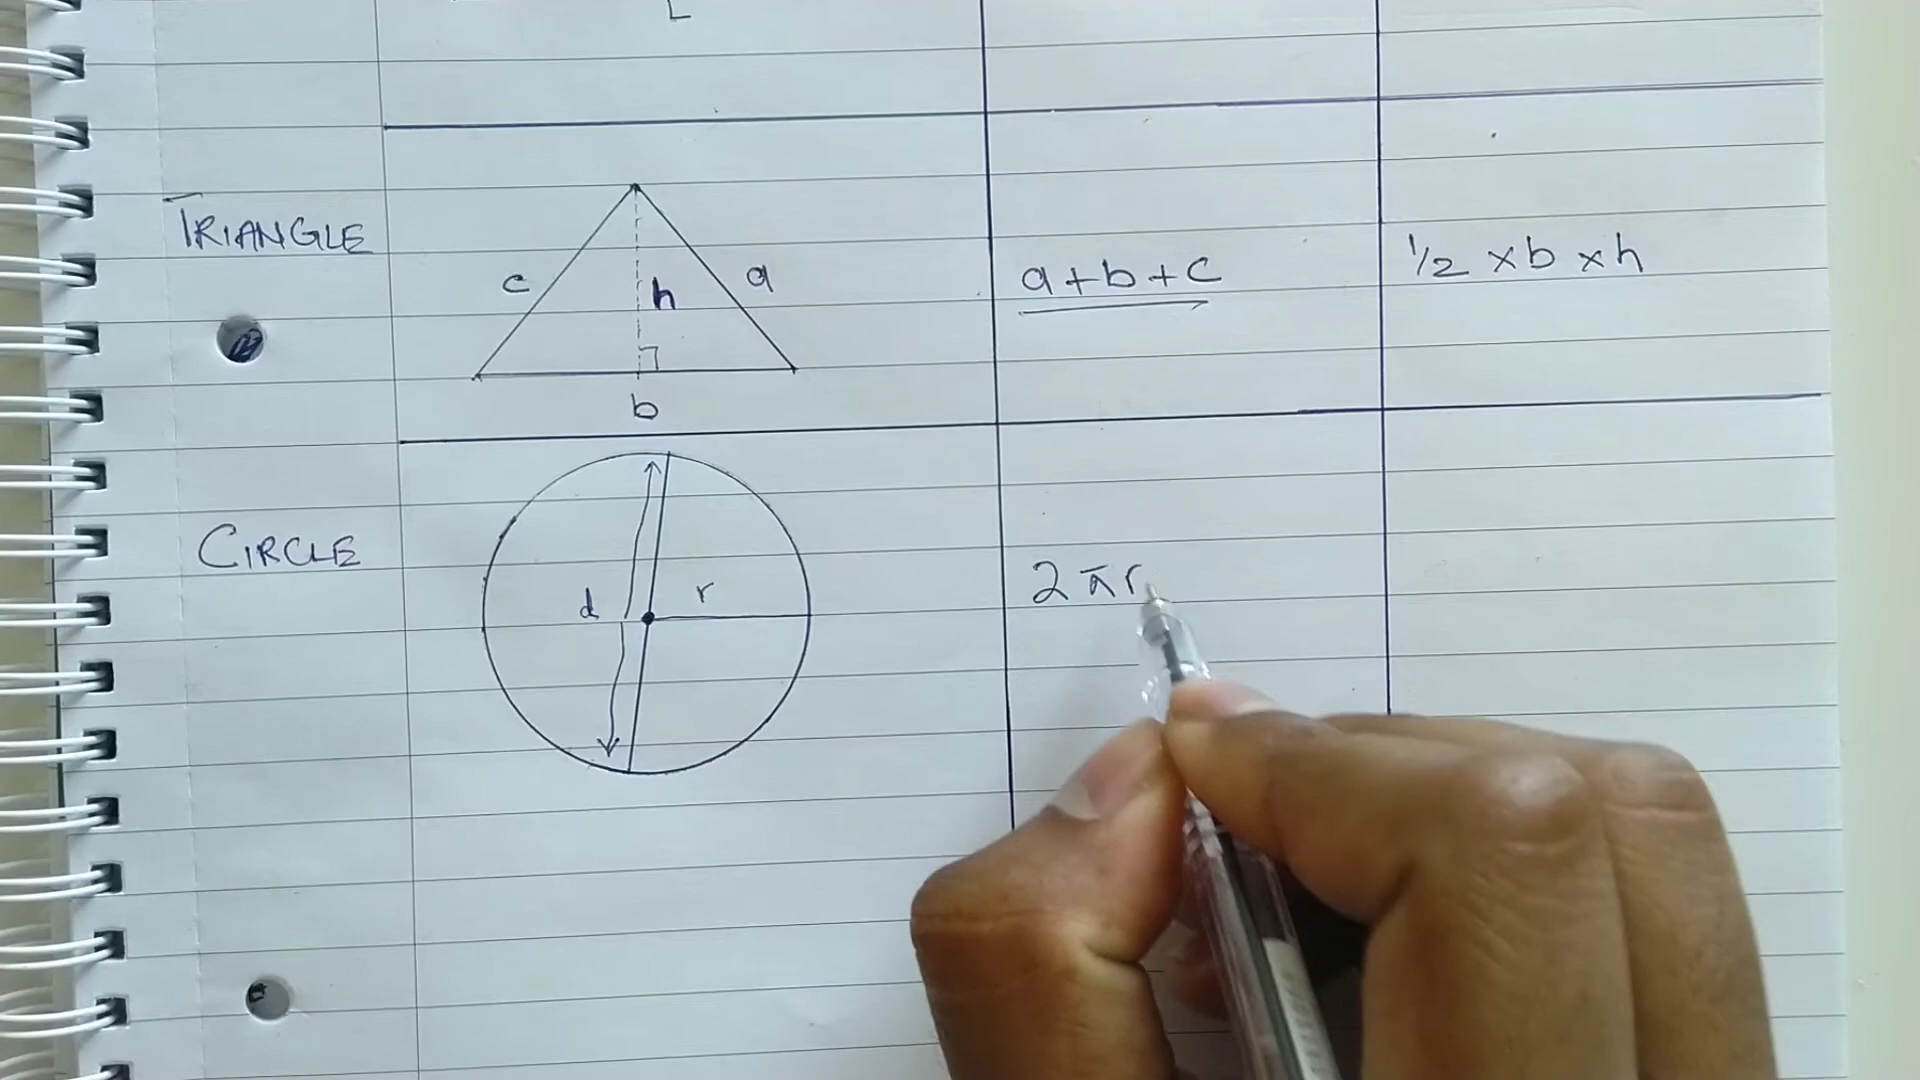 L
TRIANGLE
c
h
a
b
a+b+c
1/2 ×b ×h
CIRCLE
d
r
2πr